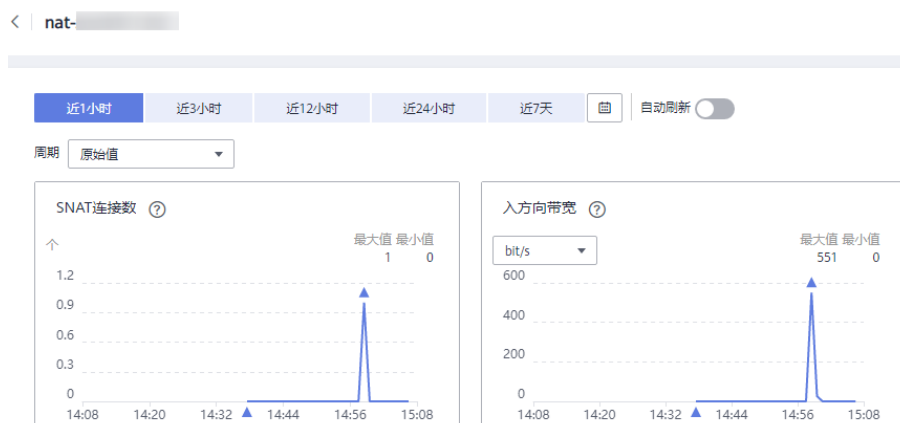 nat-
近1小时 近3小时 近12小时 近24小时 近7天 自动刷新
周期 原始值
SNAT连接数 ?
个
最大值 最小值
1 0
1.2
0.9
0.6
0.3
0
14:08 14:20 14:32 14:44 14:56 15:08
入方向带宽 ?
bit/s
最大值 最小值
551 0
600
400
200
0
14:08 14:20 14:32 14:44 14:56 15:08